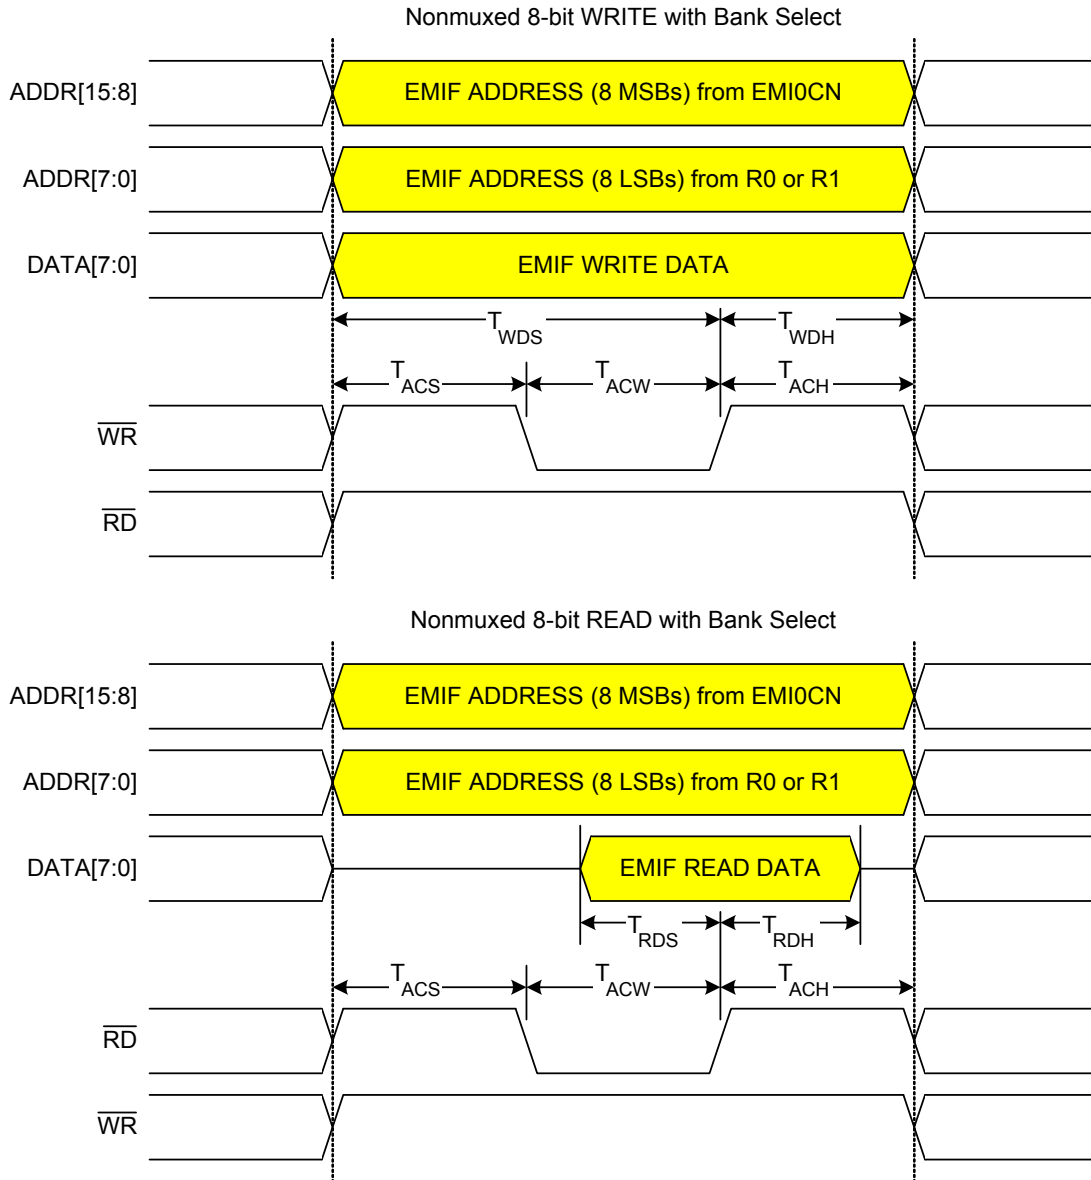 Nonmuxed 8-bit WRITE with Bank Select
ADDR[15:8]
EMIF ADDRESS (8 MSBs) from EMI0CN
ADDR[7:0]
EMIF ADDRESS (8 LSBs) from R0 or R1
DATA[7:0]
EMIF WRITE DATA
TWDS TWDH
TACS TACW TACH
WR
RD
Nonmuxed 8-bit READ with Bank Select
ADDR[15:8]
EMIF ADDRESS (8 MSBs) from EMI0CN
ADDR[7:0]
EMIF ADDRESS (8 LSBs) from R0 or R1
DATA[7:0]
EMIF READ DATA
TRDS TRDH
TACS TACW TACH
RD
WR